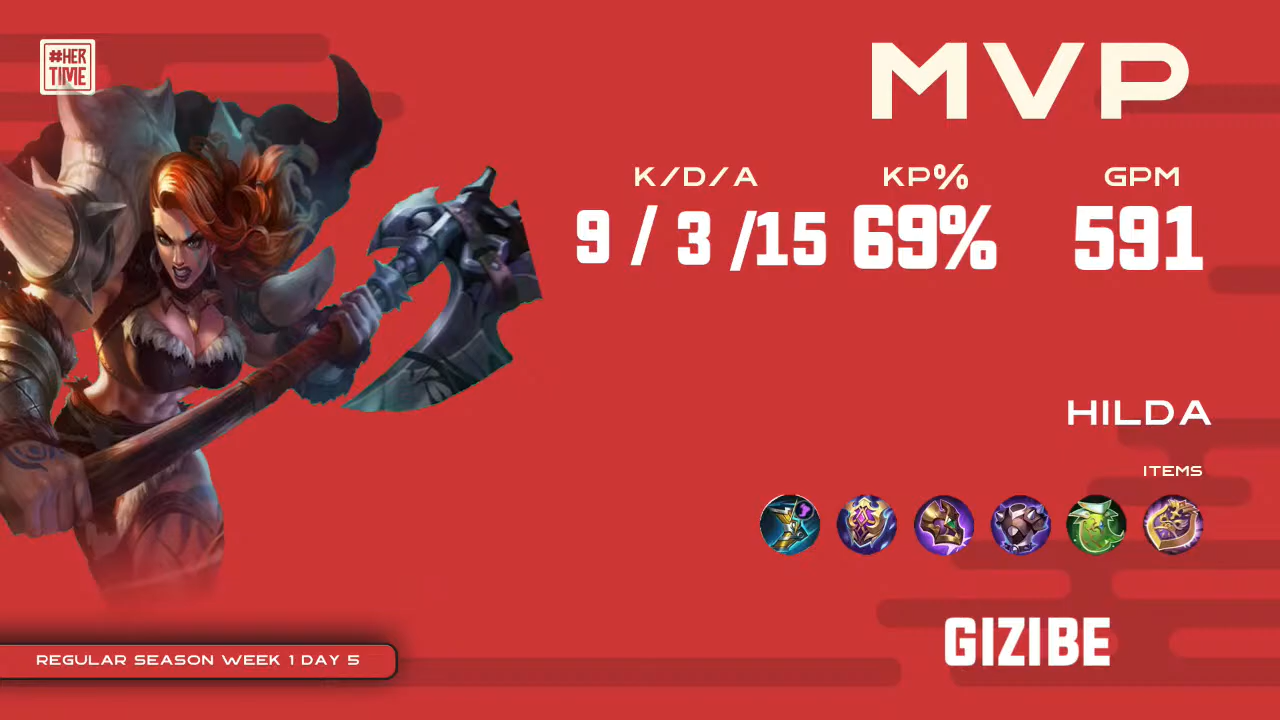 #HER
TIME
MVP
K/D/A KP% GPM
9 / 3 /15 69% 591
HILDA
ITEMS
GIZIBE
REGULAR SEASON WEEK 1 DAY 5